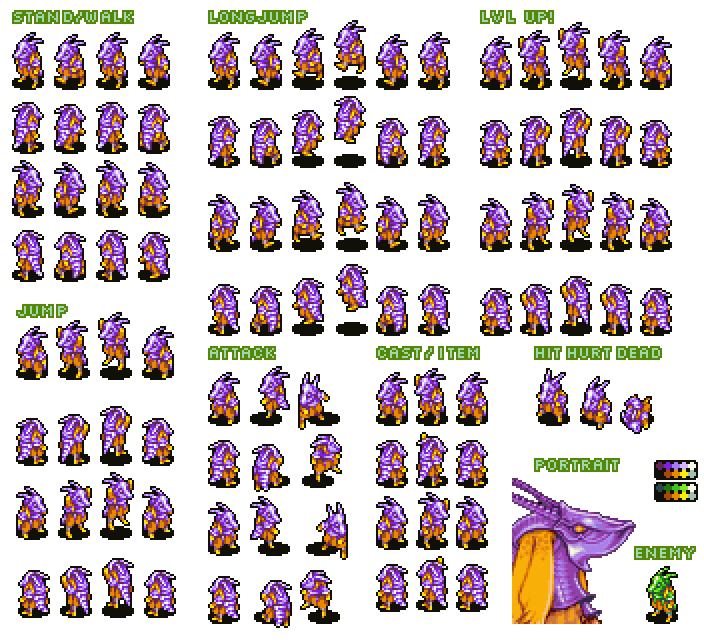 STAND/WALK
LONGJUMP
LVL UP!
JUMP
ATTACK
CAST/ITEM
HIT HURT DEAD
PORTRAIT
ENEMY